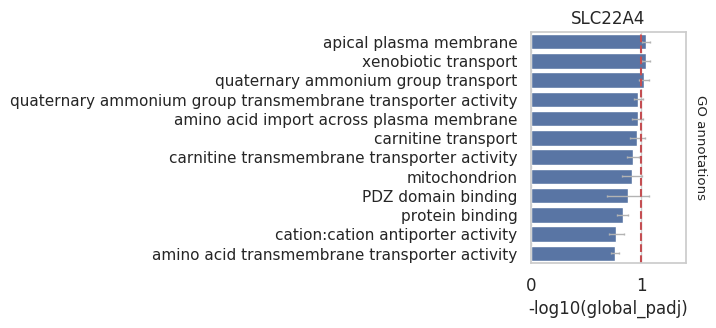 SLC22A4
apical plasma membrane
xenobiotic transport
quaternary ammonium group transport
quaternary ammonium group transmembrane transporter activity
amino acid import across plasma membrane
carnitine transport
carnitine transmembrane transporter activity
mitochondrion
PDZ domain binding
protein binding
cation:cation antiporter activity
amino acid transmembrane transporter activity
GO annotations
0 1
-log10(global_padj)